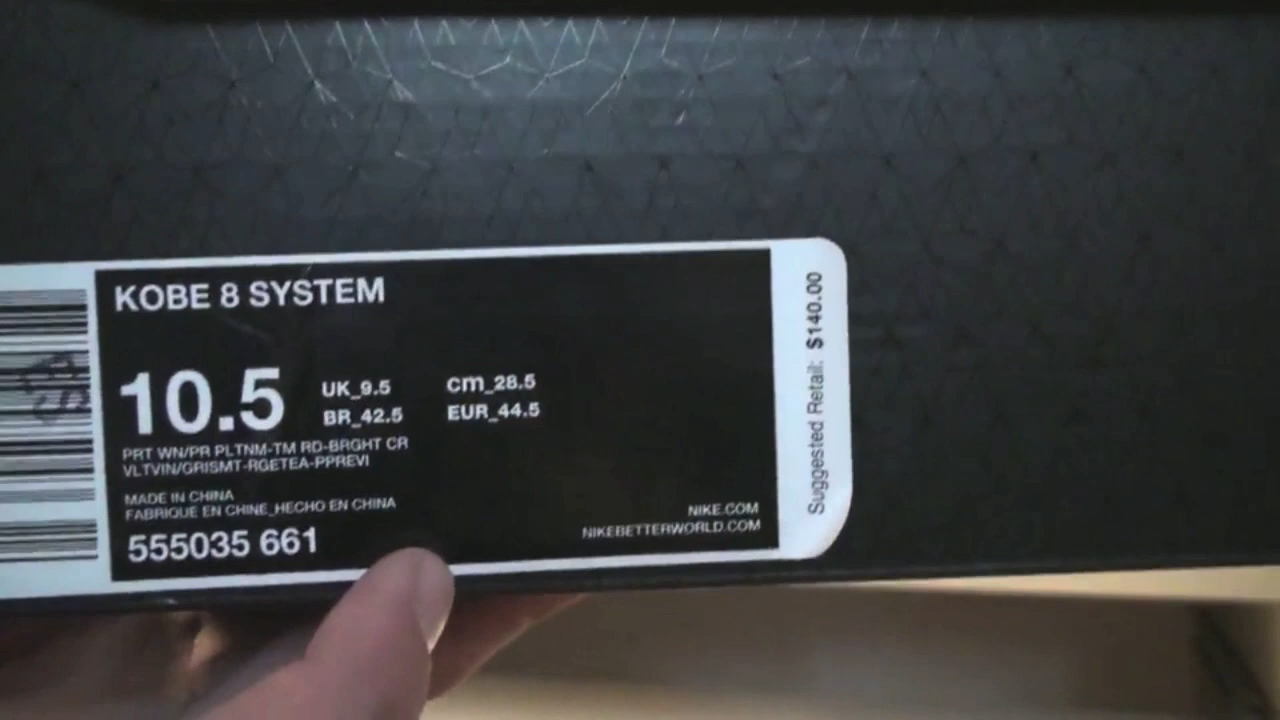 KOBE 8 SYSTEM
10.5
UK_9.5 cm_28.5
BR_42.5 EUR_44.5
PRT WN/PR PLTNM-TM RD-BRGHT CR
VLTVIN/GRISMT-RGETEA-PPREVI
MADE IN CHINA
FABRIQUE EN CHINE_HECHO EN CHINA
555035 661
NIKE.COM
NIKEBETTERWORLD.COM
Suggested Retail: $140.00